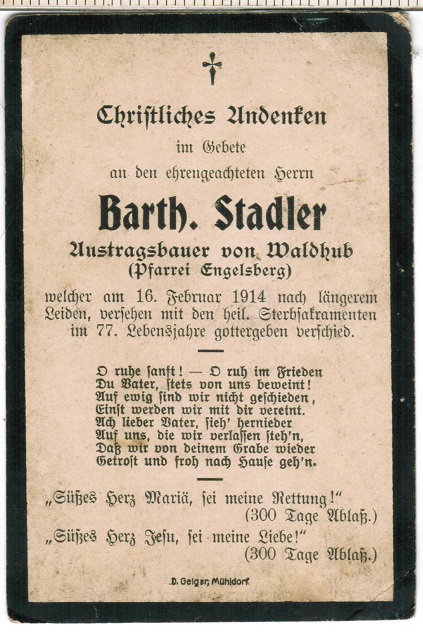 Christliches Andenken
im Gebete
an den ehrengeachteten Herrn
Barth. Stadler
Austragsbauer von Waldhub
(Pfarrei Engelsberg)
welcher am 16. Februar 1914 nach längerem
Leiden, versehen mit den heil. Sterbsakramenten
im 77. Lebensjahre gottergeben verschied.
O ruhe sanft! — O ruh im Frieden
Du Vater, stets von uns beweint!
Auf ewig sind wir nicht geschieden,
Einst werden wir mit dir vereint.
Ach lieber Vater, sieh' hernieder
Auf uns, die wir verlassen steh'n,
Daß wir von deinem Grabe wieder
Getrost und froh nach Hause geh'n.
„Süßes Herz Mariä, sei meine Rettung!"
(300 Tage Ablaß.)
„Süßes Herz Jesu, sei meine Liebe!"
(300 Tage Ablaß.)
D. Geiger, Mühldorf.